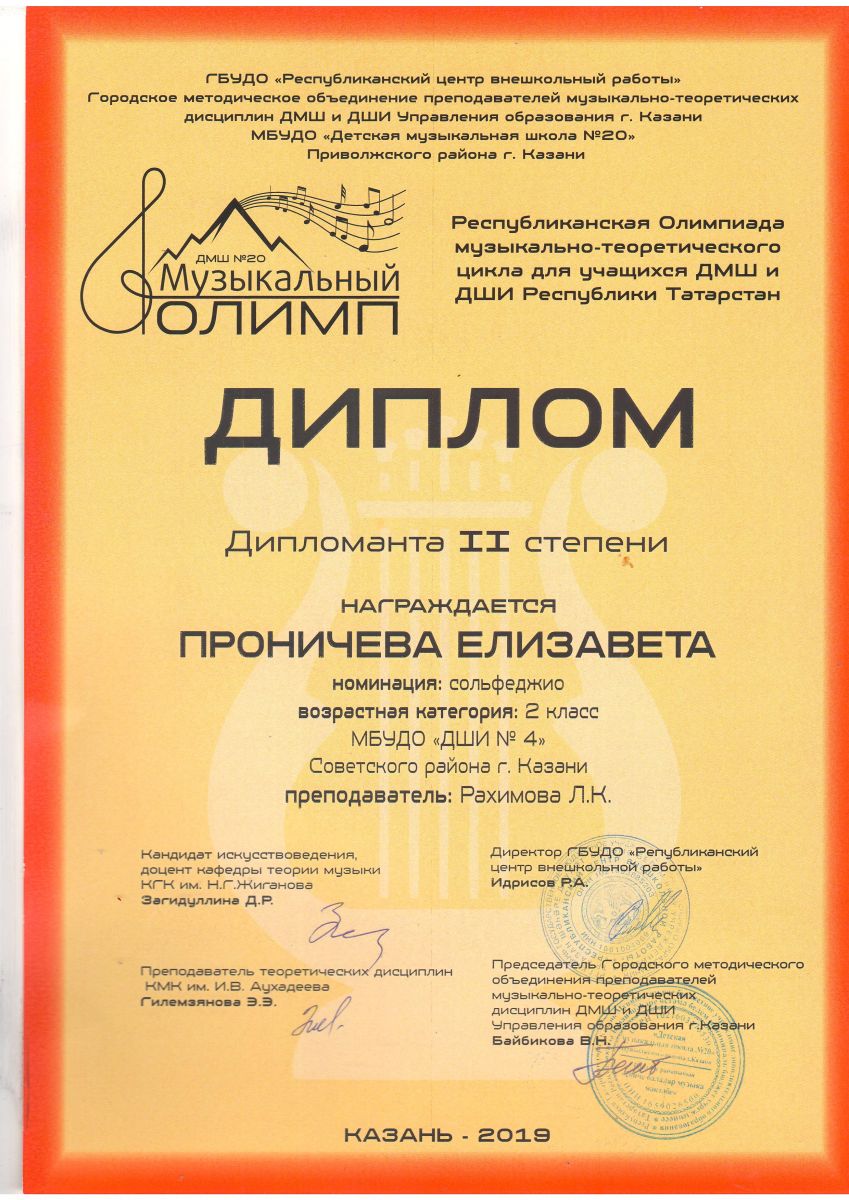 ГБУДО «Республиканский центр внешкольный работы»
Городское методическое объединение преподавателей музыкально-теоретических
дисциплин ДМШ и ДШИ Управления образования г. Казани
МБУДО «Детская музыкальная школа №20»
Приволжского района г. Казани
ДМШ №20
Музыкальный
ОЛИМП
Республиканская Олимпиада
музыкально-теоретического
цикла для учащихся ДМШ и
ДШИ Республики Татарстан
ДИПЛОМ
Дипломанта II степени
НАГРАЖДАЕТСЯ
ПРОНИЧЕВА ЕЛИЗАВЕТА
номинация: сольфеджио
возрастная категория: 2 класс
МБУДО «ДШИ № 4»
Советского района г. Казани
преподаватель: Рахимова Л.К.
Кандидат искусствоведения,
доцент кафедры теории музыки
КГК им. Н.Г.Жиганова
Загидуллина Д.Р.
Директор ГБУДО «Републиканский
центр внешкольной работы»
Идрисов Р.А.
Преподаватель теоретических дисциплин
КМК им. И.В. Аухадеева
Гилемзянова Э.Э.
Председатель Городского методического
объединения преподавателей
музыкально-теоретических
дисциплин ДМШ и ДШИ
Управления образования г.Казани
Байбикова В.Н.
«Детская
музыкальная школа №20»
КАЗАНЬ - 2019